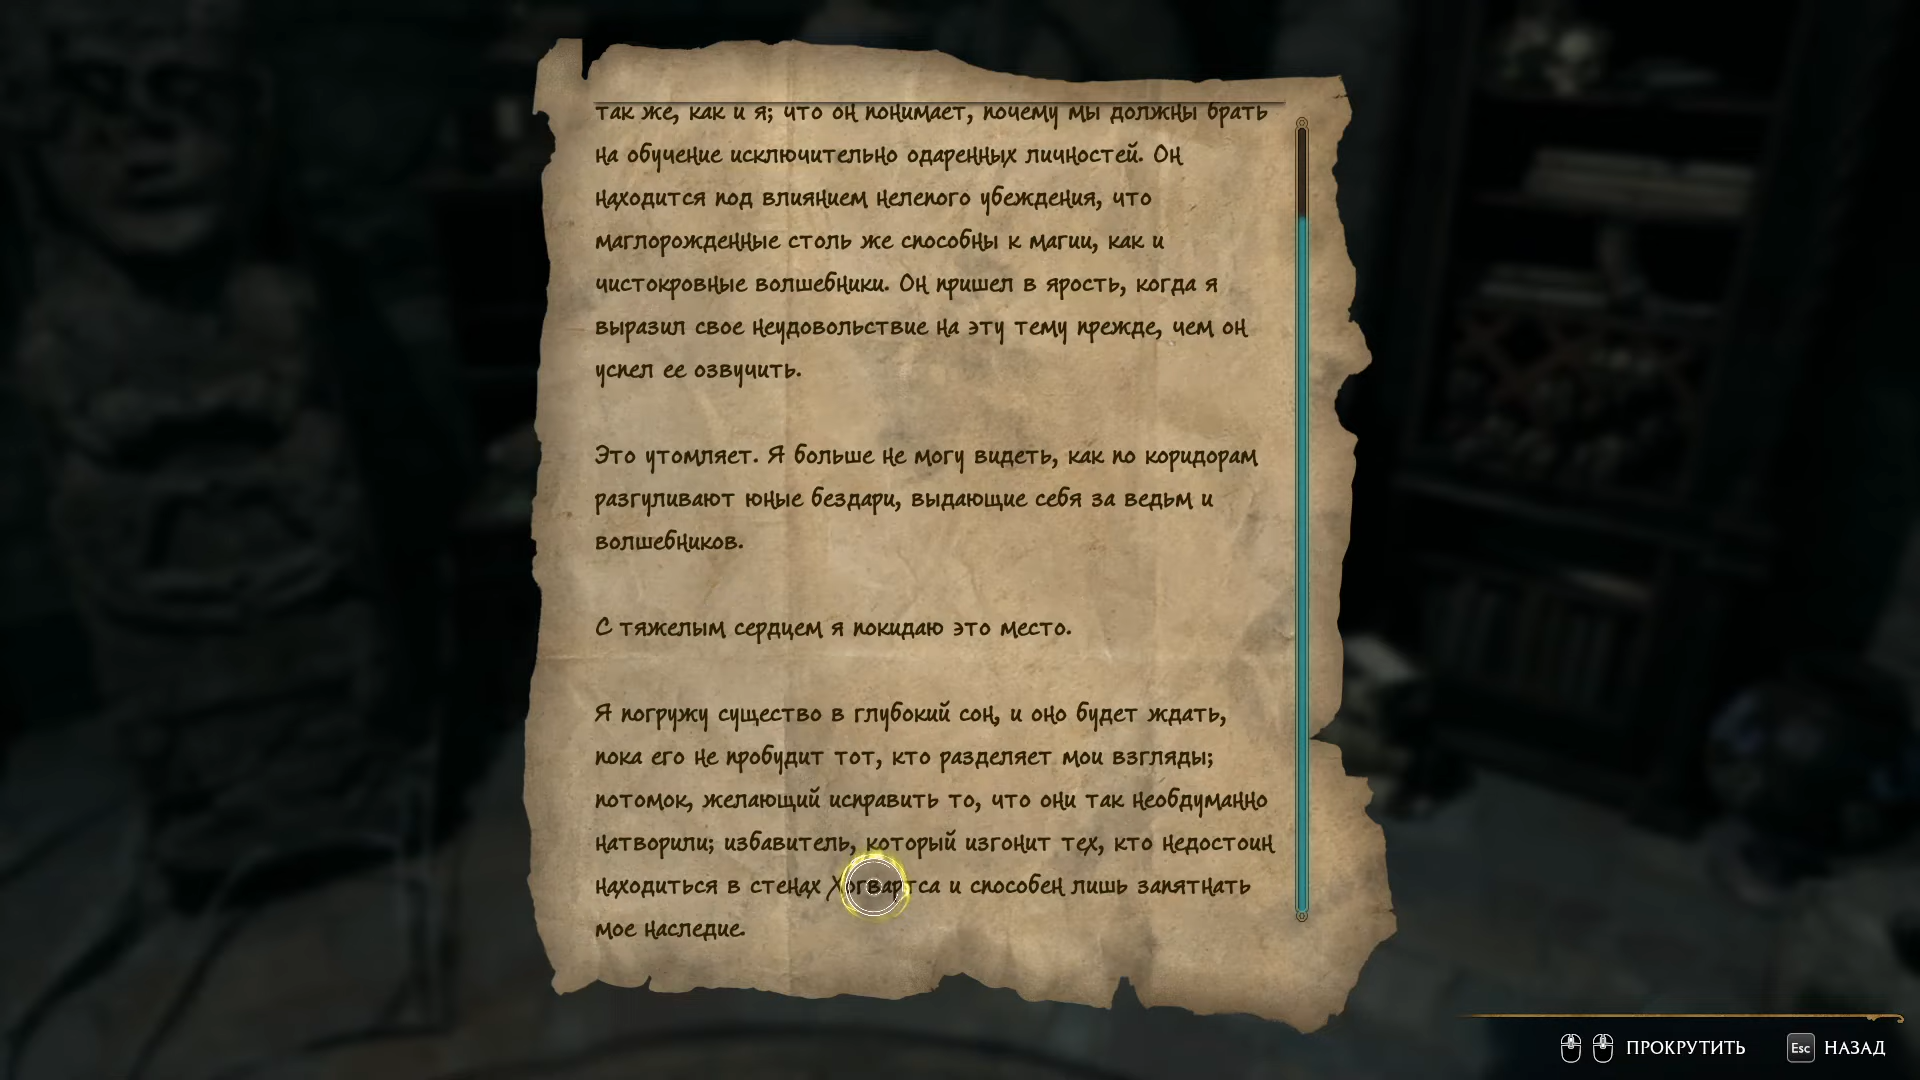 так же, как и я; что он понимает, почему мы должны брать
на обучение исключительно одаренных личностей. Он
находится под влиянием нелепого убеждения, что
маглорожденные столь же способны к магии, как и
чистокровные волшебники. Он пришел в ярость, когда я
выразил свое неудовольствие на эту тему прежде, чем он
успел ее озвучить.
Это утомляет. Я больше не могу видеть, как по коридорам
разгуливают юные бездари, выдающие себя за ведьм и
волшебников.
С тяжелым сердцем я покидаю это место.
Я погружу существо в глубокий сон, и оно будет ждать,
пока его не пробудит тот, кто разделяет мои взгляды;
потомок, желающий исправить то, что они так необдуманно
натворили; избавитель, который изгонит тех, кто недостоин
находиться в стенах Хогвартса и способен лишь запятнать
мое наследие.
ПРОКРУТИТЬ Esc НАЗАД